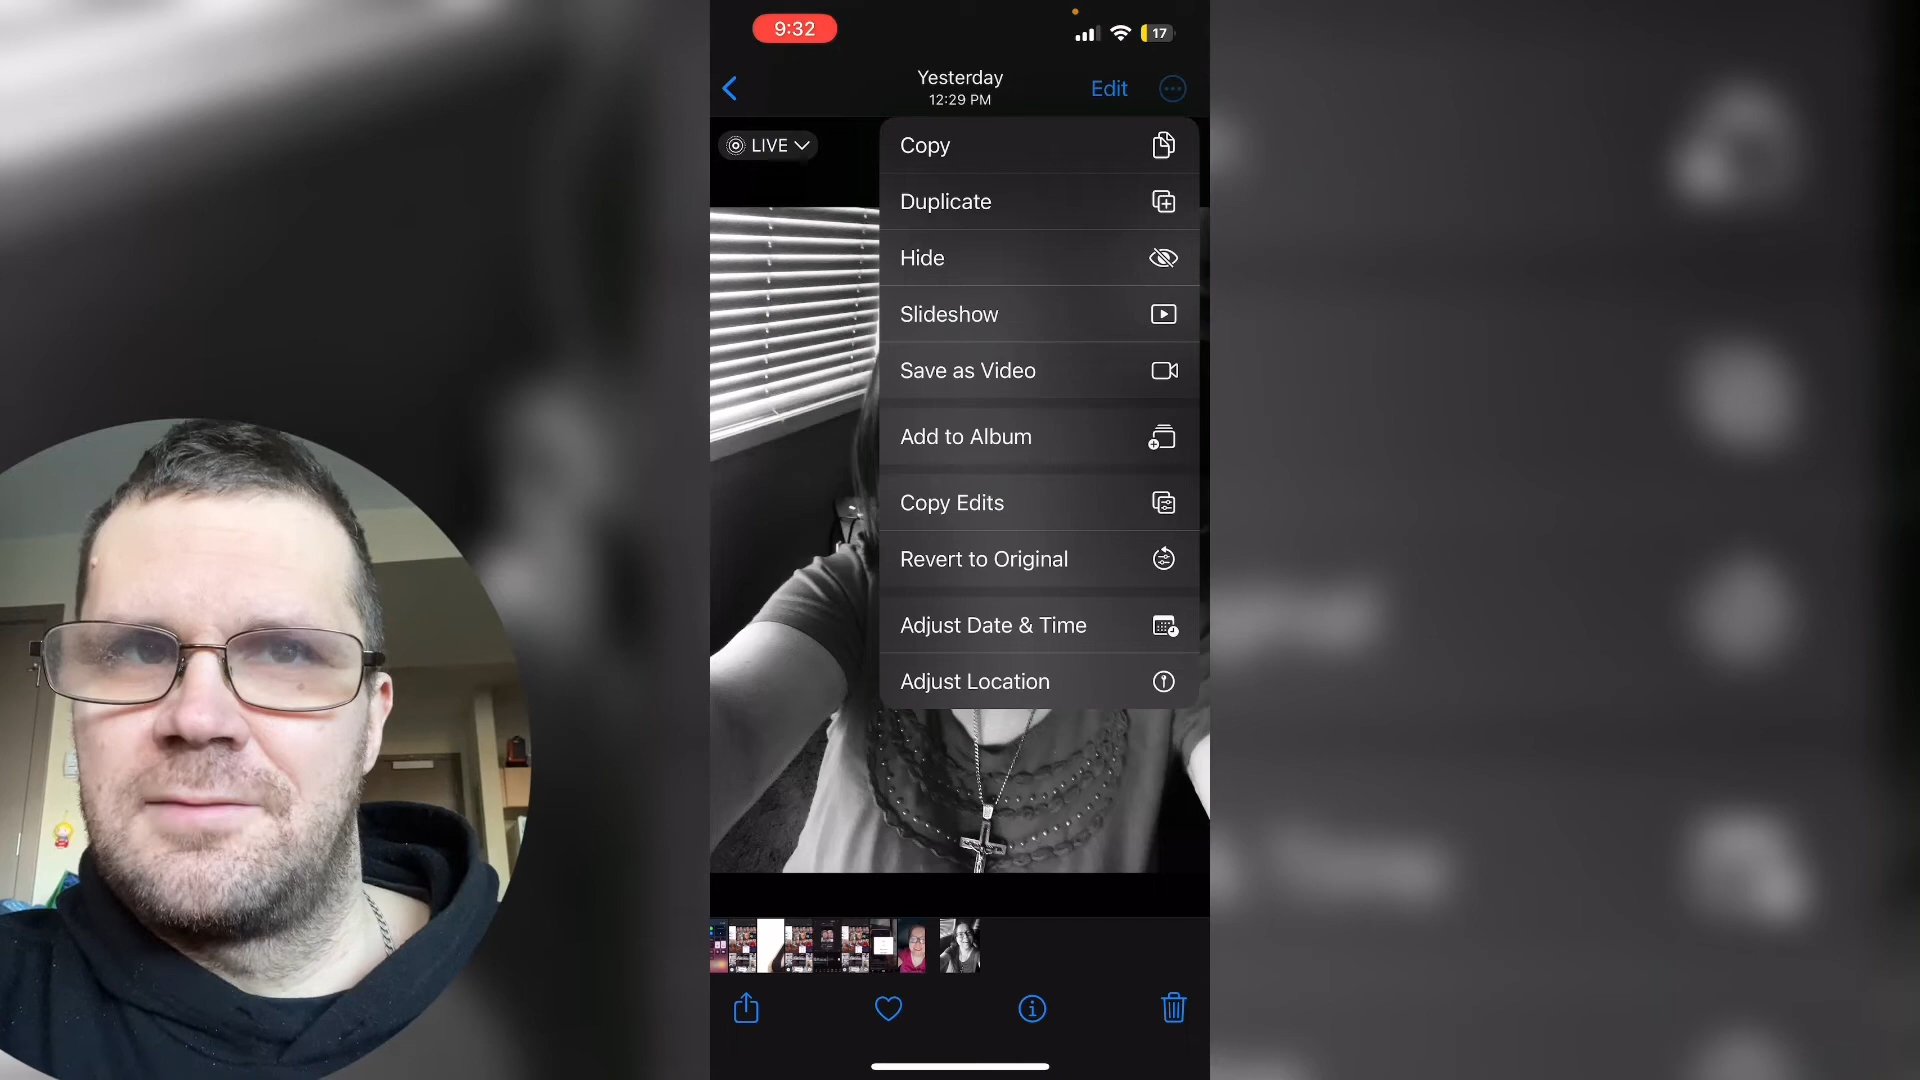 9:32
17
Yesterday
12:29 PM
Edit
LIVE
Copy
Duplicate
Hide
Slideshow
Save as Video
Add to Album
Copy Edits
Revert to Original
Adjust Date & Time
Adjust Location